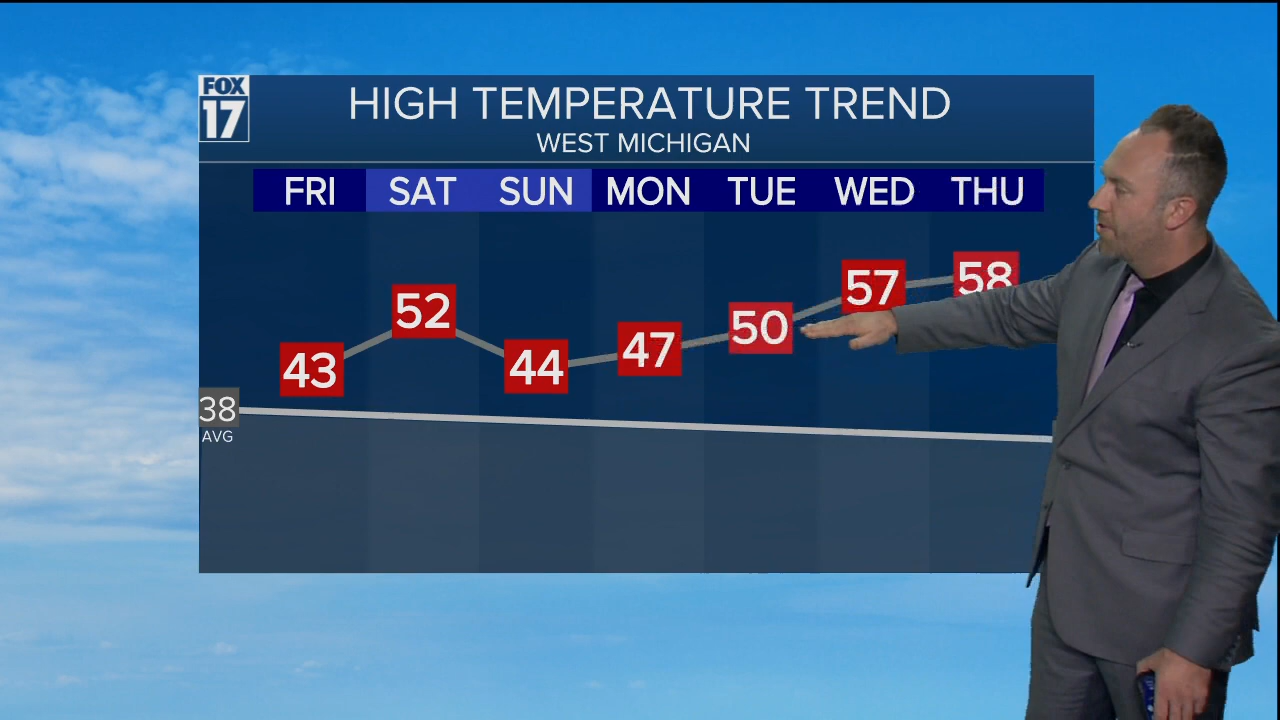 FOX
17
HIGH TEMPERATURE TREND
WEST MICHIGAN
FRI SAT SUN MON TUE WED THU
43 52 44 47 50 57 58
38
AVG